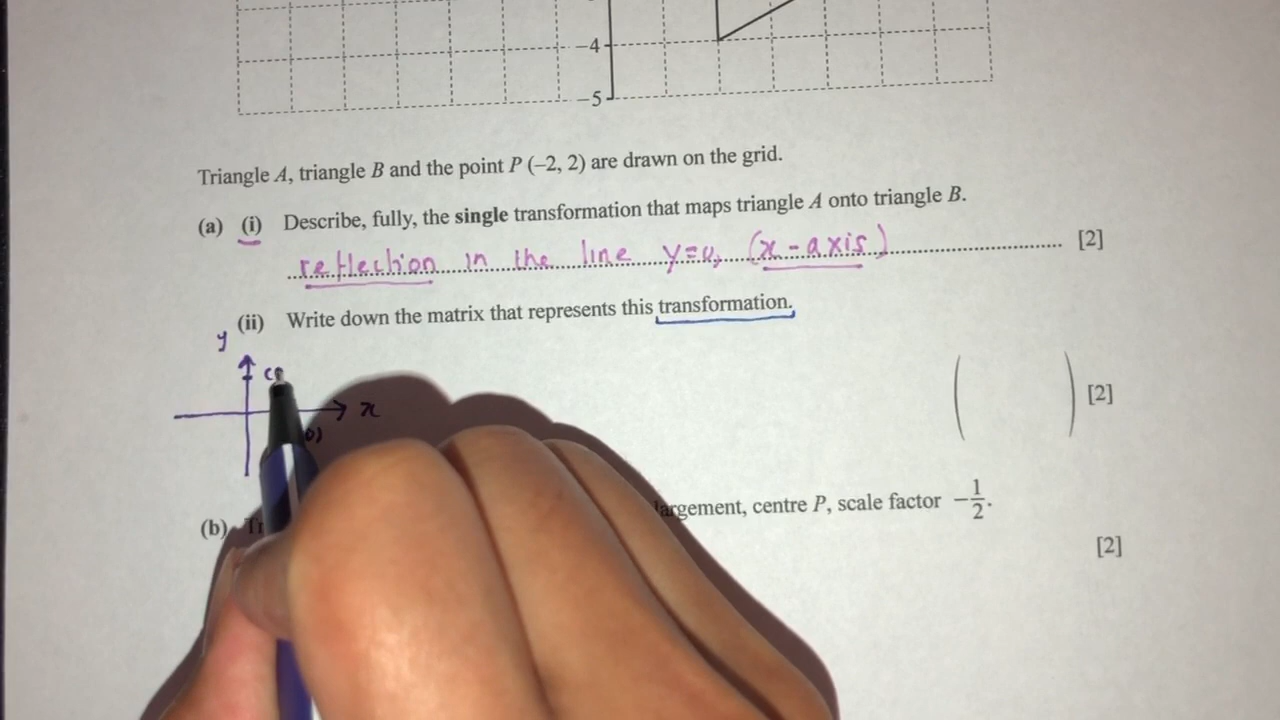 −4
−5
Triangle A, triangle B and the point P (−2, 2) are drawn on the grid.
(a) (i) Describe, fully, the single transformation that maps triangle A onto triangle B.
reflection in the line y=0, (x-axis) [2]
(ii) Write down the matrix that represents this transformation.
y
x
( ) [2]
(b) argement, centre P, scale factor −1/2.
[2]